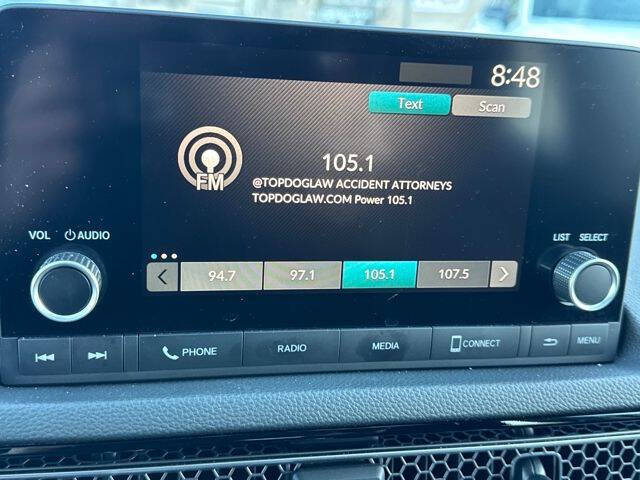 8:48
Text Scan
105.1
FM
@TOPDOGLAW ACCIDENT ATTORNEYS
TOPDOGLAW.COM Power 105.1
VOL AUDIO
LIST SELECT
94.7 97.1 105.1 107.5
PHONE RADIO MEDIA CONNECT MENU